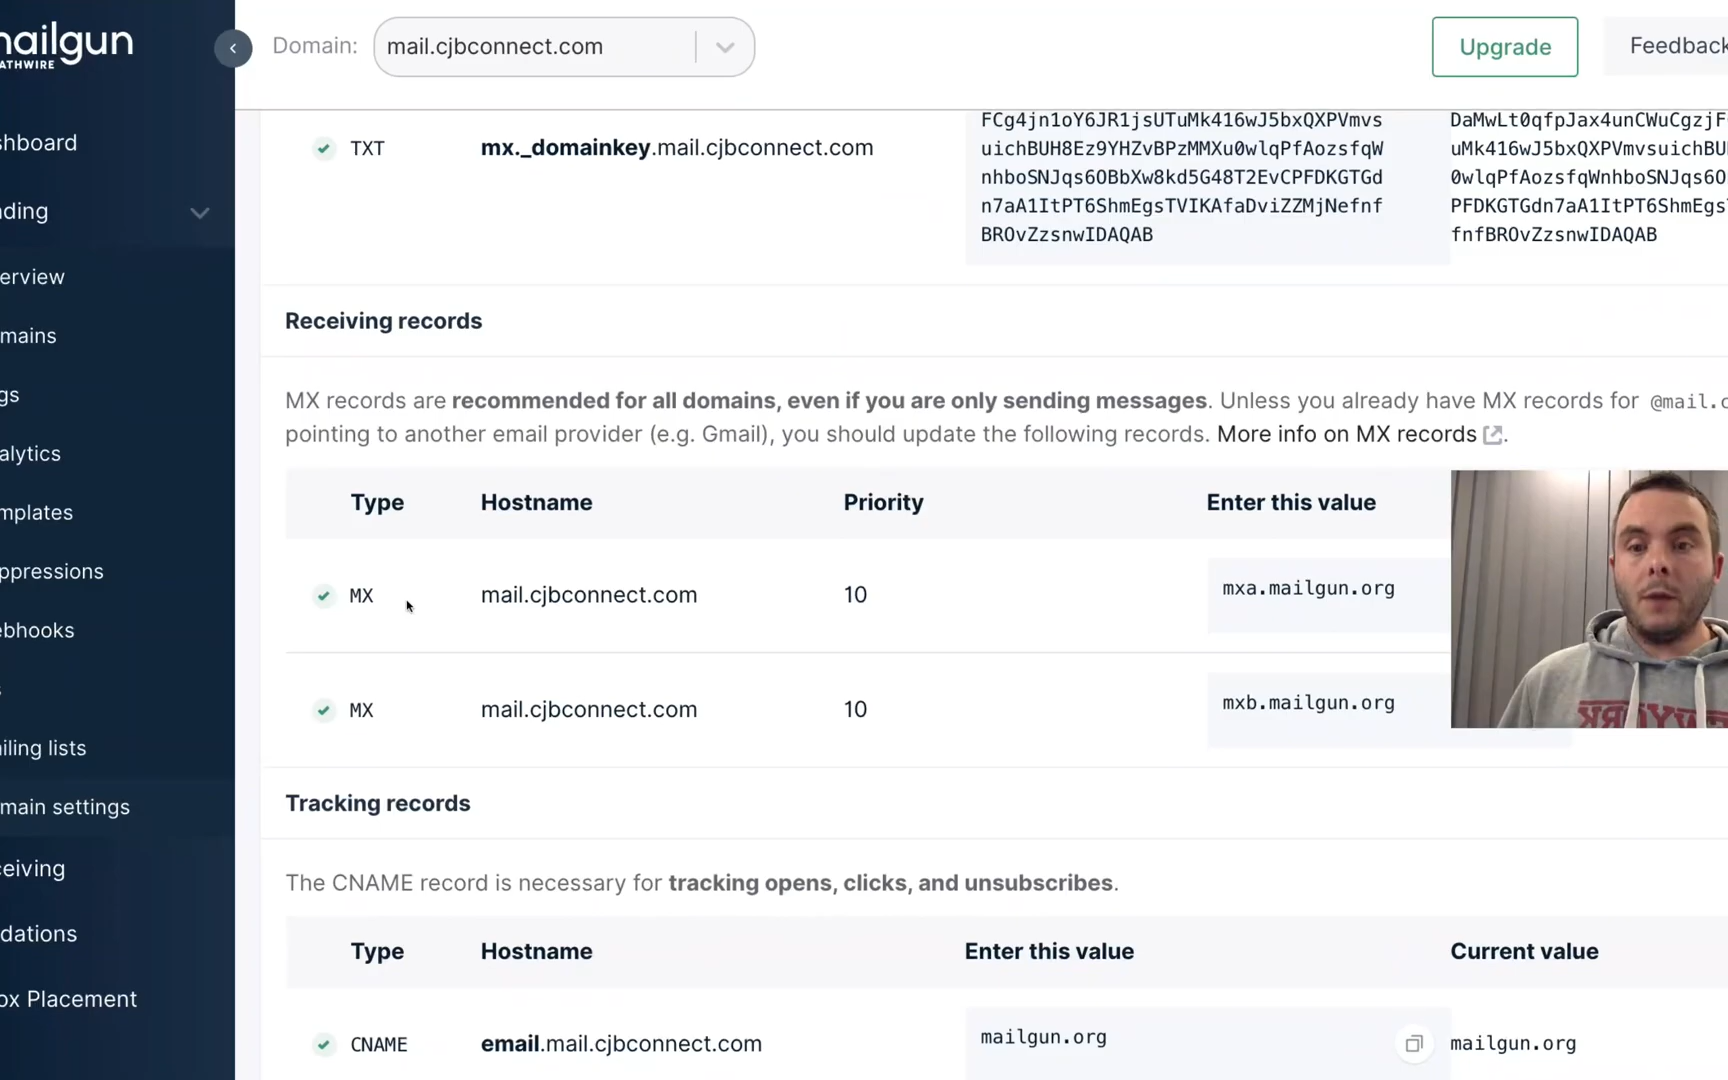 mailgun
PATHWIRE
Domain:
mail.cjbconnect.com
Upgrade
Feedback
shboard
ding
erview
mains
gs
alytics
mplates
ppressions
ebhooks
s
iling lists
main settings
ceiving
dations
ox Placement
TXT
mx._domainkey.mail.cjbconnect.com
FCg4jn1oY6JR1jsUTuMk416wJ5bxQXPVmvs
uichBUH8Ez9YHZvBPzMMXu0wlqPfAozsfqW
nhboSNJqs6OBbXw8kd5G48T2EvCPFDKGTGd
n7aA1ItPT6ShmEgsTVIKAfaDviZZMjNefnf
BROvZzsnwIDAQAB
DaMwLt0qfpJax4unCWuCgzjF
uMk416wJ5bxQXPVmvsuichBU
0wlqPfAozsfqWnhboSNJqs6O
PFDKGTGdn7aA1ItPT6ShmEgs
fnfBROvZzsnwIDAQAB
Receiving records
MX records are recommended for all domains, even if you are only sending messages. Unless you already have MX records for @mail.c
pointing to another email provider (e.g. Gmail), you should update the following records. More info on MX records.
Type Hostname Priority Enter this value
MX mail.cjbconnect.com 10 mxa.mailgun.org
MX mail.cjbconnect.com 10 mxb.mailgun.org
Tracking records
The CNAME record is necessary for tracking opens, clicks, and unsubscribes.
Type Hostname Enter this value Current value
CNAME email.mail.cjbconnect.com mailgun.org mailgun.org